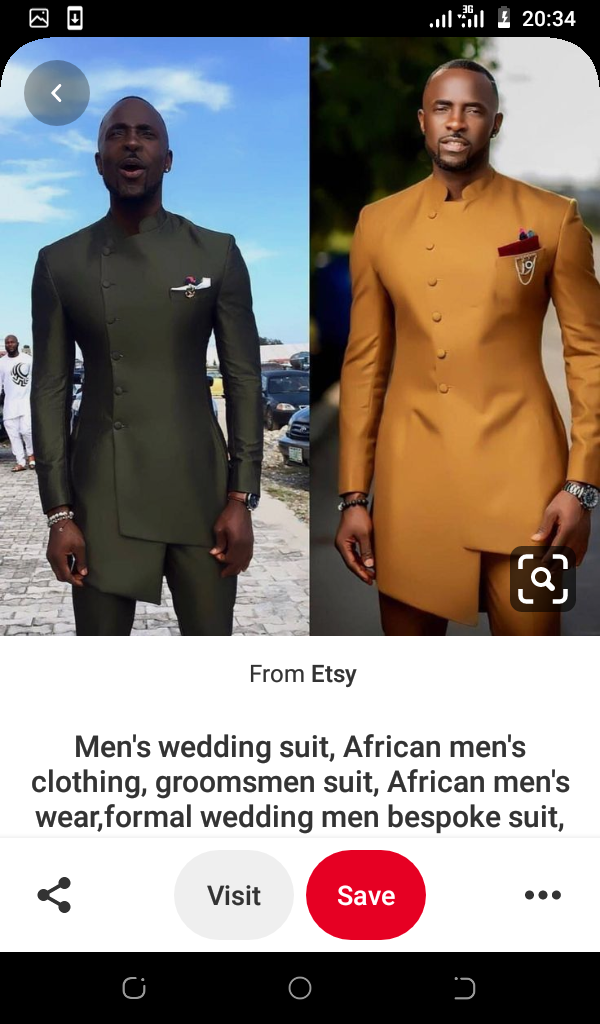 3G
20:34
19
From Etsy
Men's wedding suit, African men's
clothing, groomsmen suit, African men's
wear,formal wedding men bespoke suit,
Visit
Save